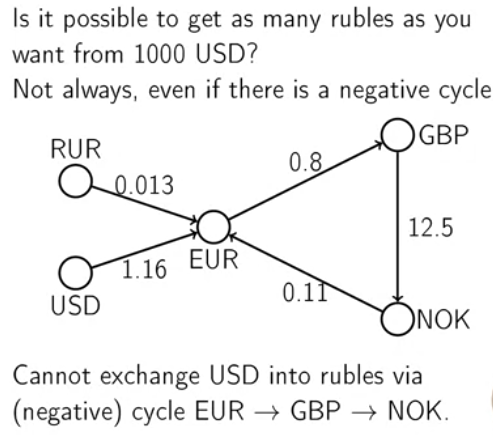 Is it possible to get as many rubles as you
want from 1000 USD?
Not always, even if there is a negative cycle
GBP
RUR
0.8
0.013
12.5
EUR
1.16
0.11
USD
NOK
Cannot exchange USD into rubles via
(negative) cycle EUR → GBP → NOK.